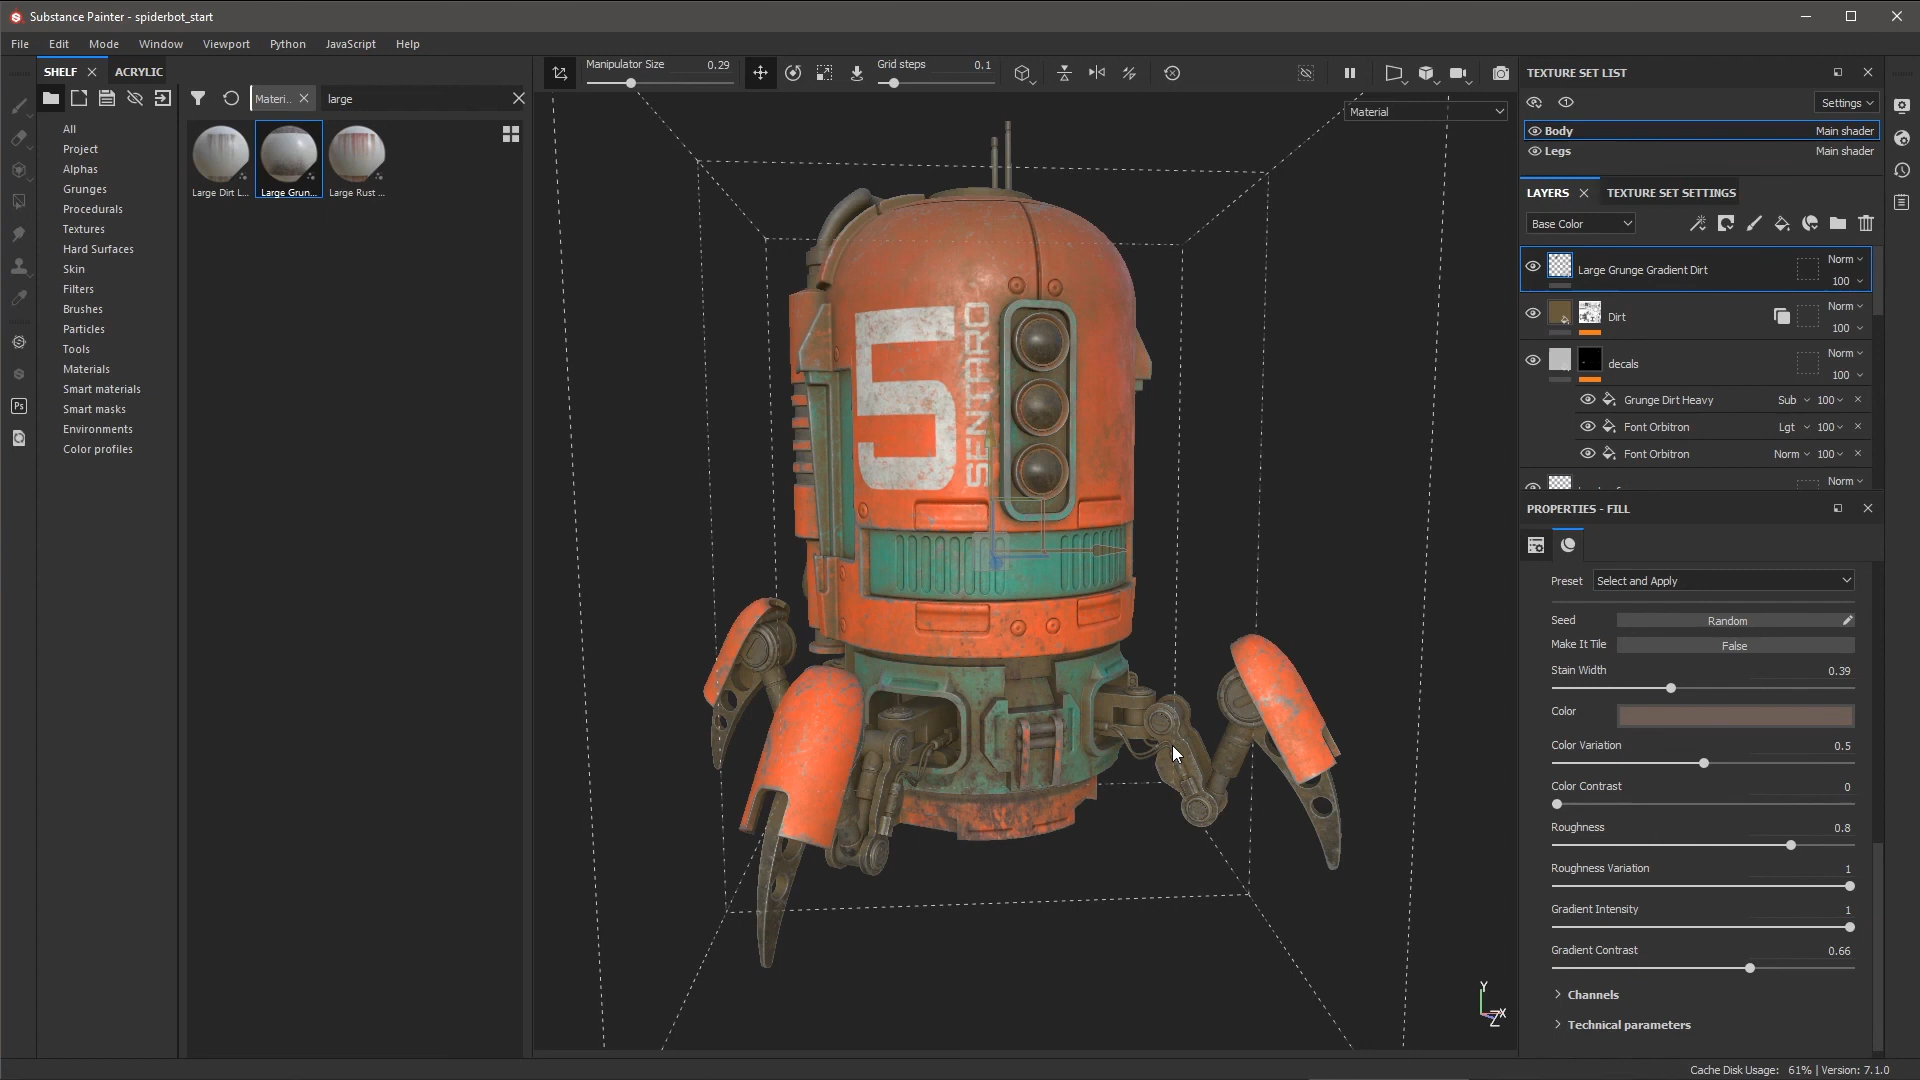 Substance Painter - spiderbot_start
File Edit Mode Window Viewport Python JavaScript Help
SHELF ACRYLIC
Materi.. large
All
Project
Alphas
Grunges
Procedurals
Textures
Hard Surfaces
Skin
Filters
Brushes
Particles
Tools
Materials
Smart materials
Smart masks
Environments
Color profiles
Ps
Large Dirt L...
Large Grun...
Large Rust ...
Manipulator Size 0.29
Grid steps 0.1
Material
5
SENTARO
Y
X
Z
TEXTURE SET LIST
Settings
Body Main shader
Legs Main shader
LAYERS TEXTURE SET SETTINGS
Base Color
Large Grunge Gradient Dirt Norm 100
Dirt Norm 100
decals Norm 100
Grunge Dirt Heavy Sub 100
Font Orbitron Lgt 100
Font Orbitron Norm 100
Norm
PROPERTIES - FILL
Preset Select and Apply
Seed Random
Make It Tile False
Stain Width 0.39
Color
Color Variation 0.5
Color Contrast 0
Roughness 0.8
Roughness Variation 1
Gradient Intensity 1
Gradient Contrast 0.66
Channels
Technical parameters
Cache Disk Usage: 61% | Version: 7.1.0